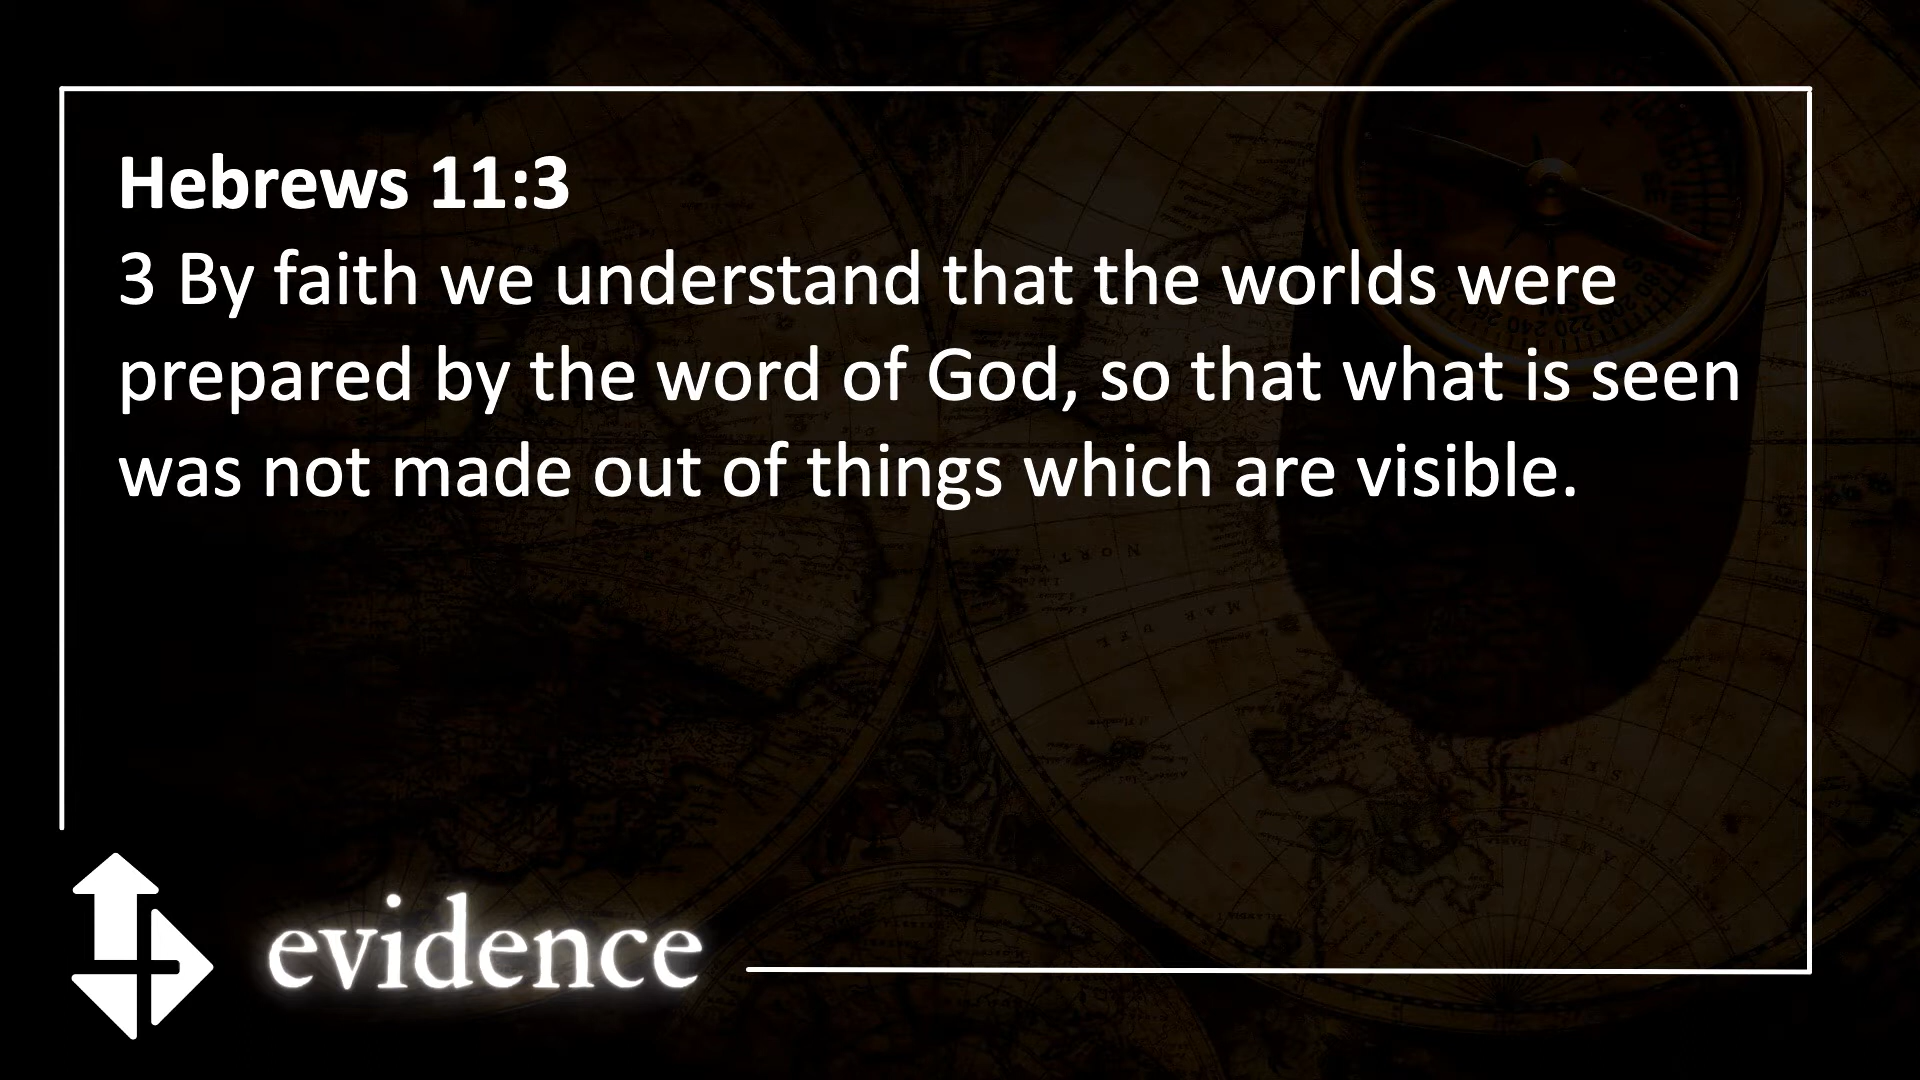 Hebrews 11:3
3 By faith we understand that the worlds were
prepared by the word of God, so that what is seen
was not made out of things which are visible.
evidence